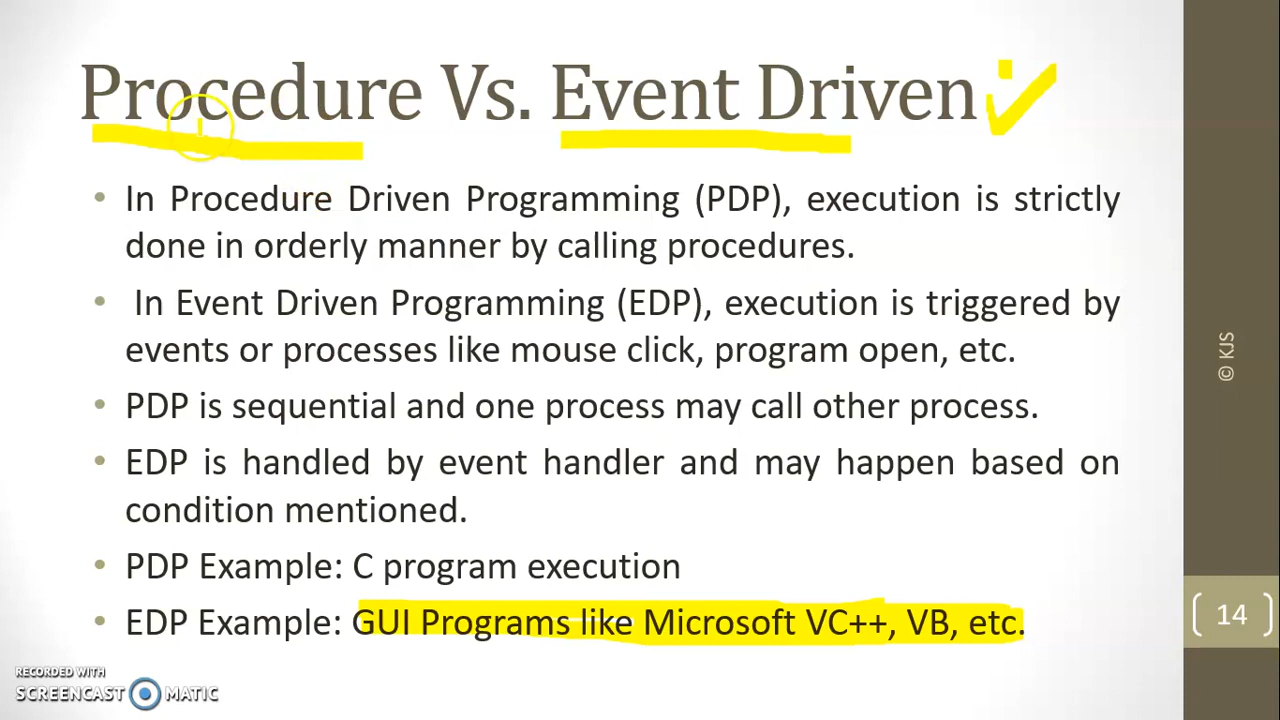 Procedure Vs. Event Driven
• In Procedure Driven Programming (PDP), execution is strictly
done in orderly manner by calling procedures.
• In Event Driven Programming (EDP), execution is triggered by
events or processes like mouse click, program open, etc.
• PDP is sequential and one process may call other process.
• EDP is handled by event handler and may happen based on
condition mentioned.
• PDP Example: C program execution
• EDP Example: GUI Programs like Microsoft VC++, VB, etc.
© KJS
14
RECORDED WITH
SCREENCAST MATIC